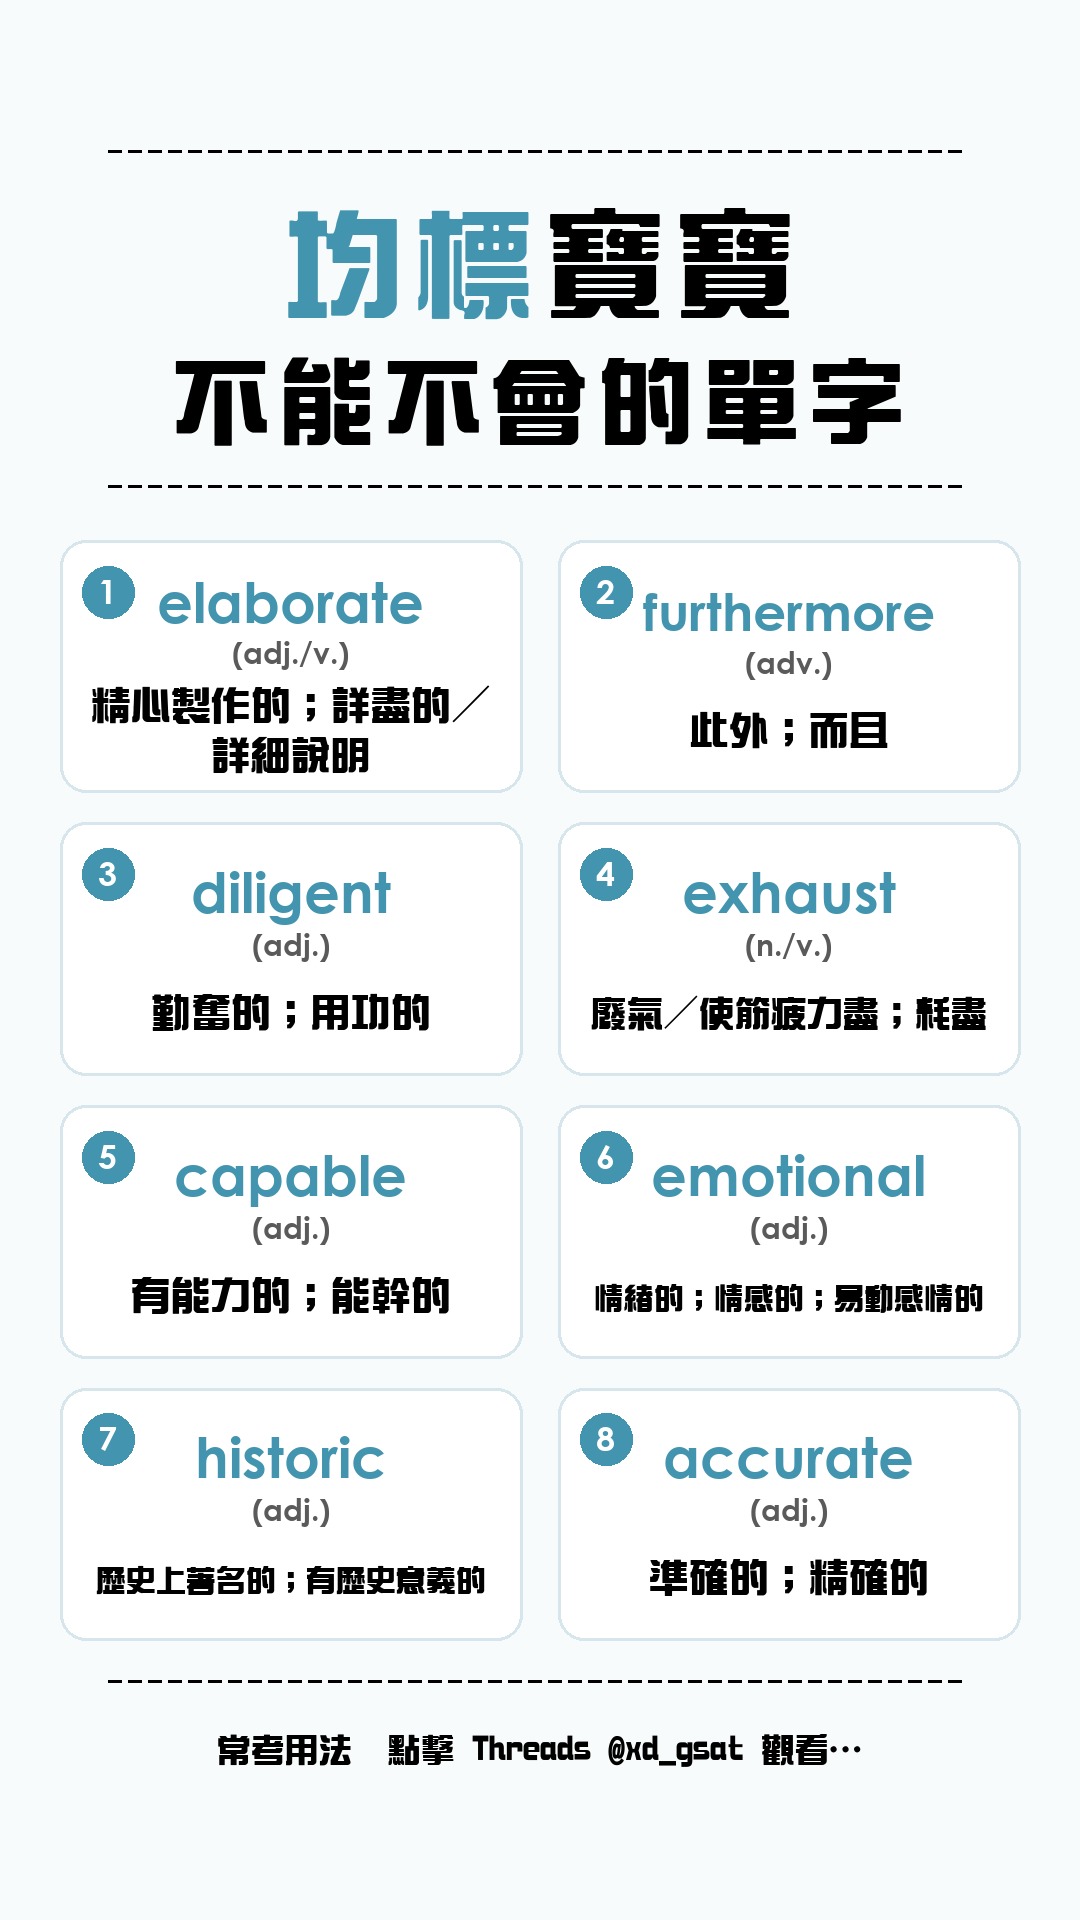 均標寶寶
不能不會的單字
1 elaborate
(adj./v.)
精心製作的；詳盡的／
詳細說明
2 furthermore
(adv.)
此外；而且
3 diligent
(adj.)
勤奮的；用功的
4 exhaust
(n./v.)
廢氣／使筋疲力盡；耗盡
5 capable
(adj.)
有能力的；能幹的
6 emotional
(adj.)
情緒的；情感的；易動感情的
7 historic
(adj.)
歷史上著名的；有歷史意義的
8 accurate
(adj.)
準確的；精確的
常考用法　點擊 Threads @xd_gsat 觀看…